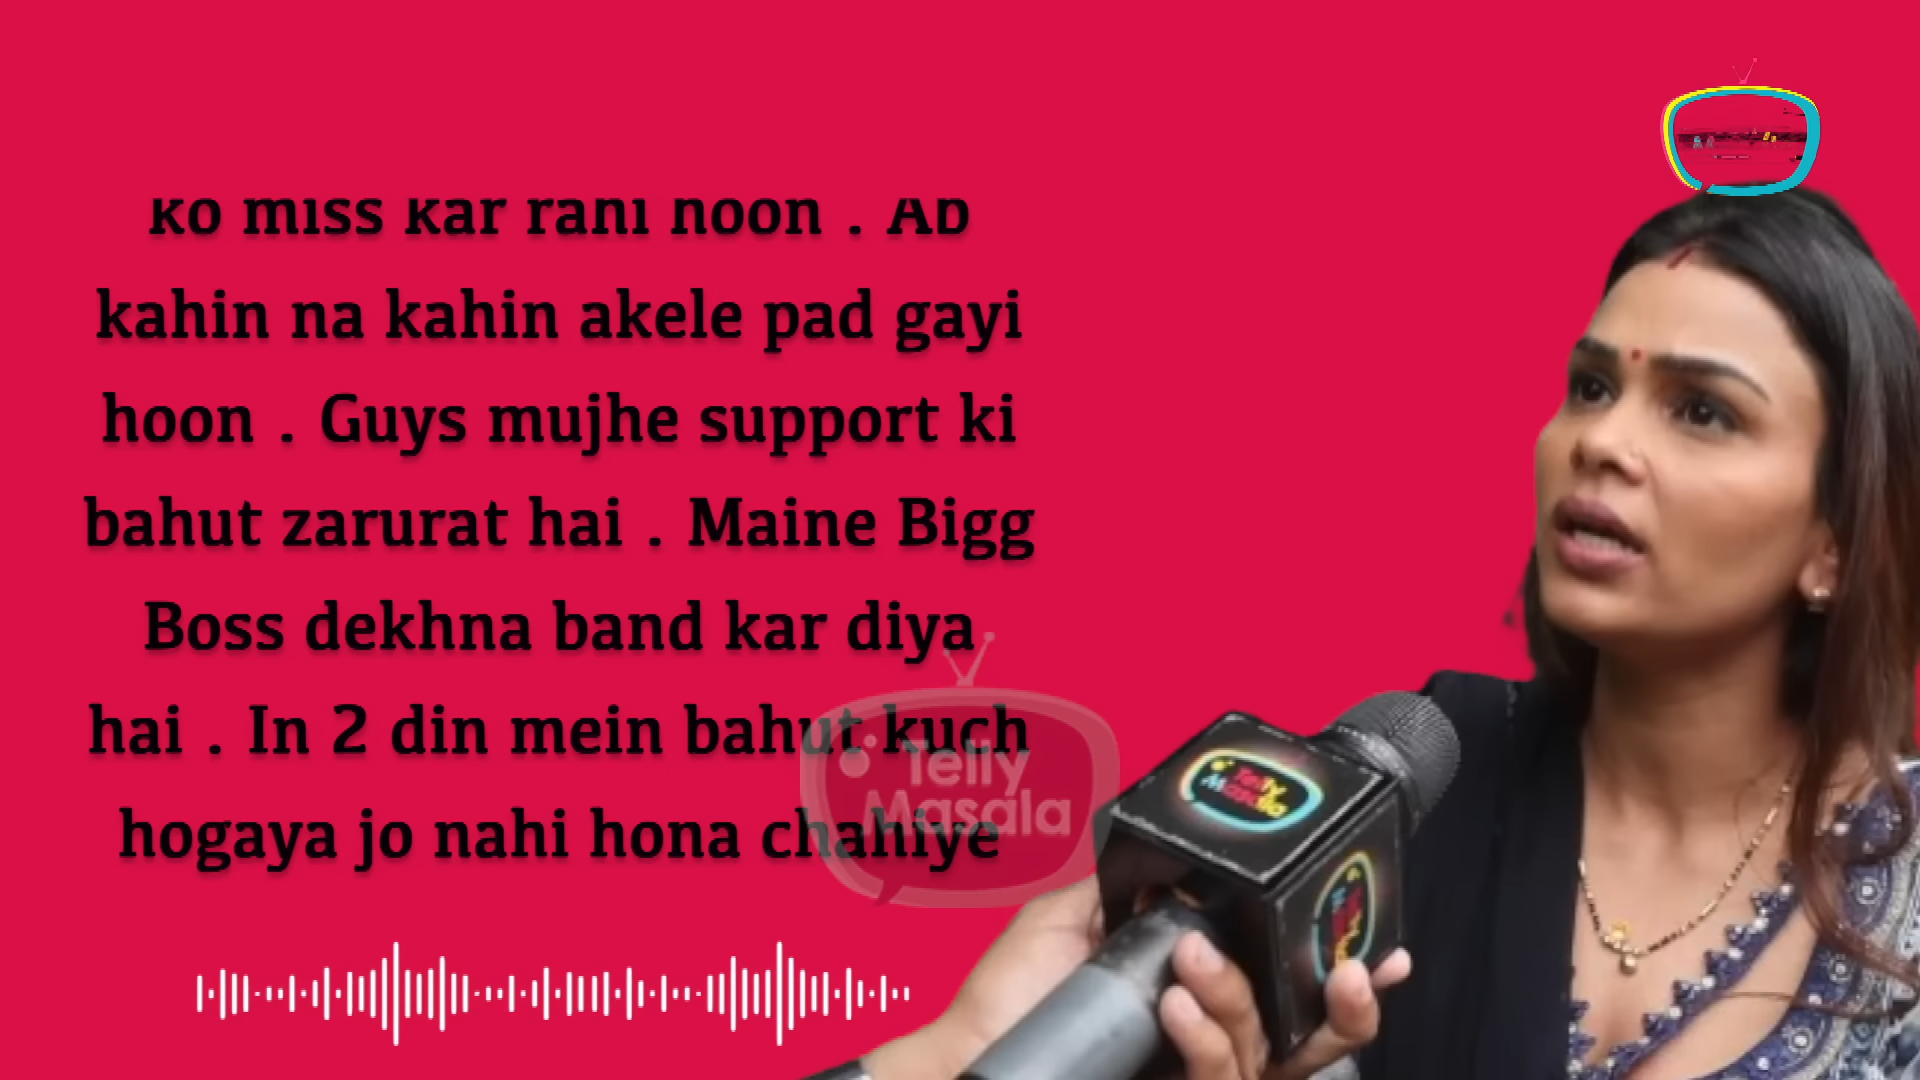 ko miss kar rahi hoon . Ab
kahin na kahin akele pad gayi
hoon . Guys mujhe support ki
bahut zarurat hai . Maine Bigg
Boss dekhna band kar diya
hai . In 2 din mein bahut kuch
hogaya jo nahi hona chahiye
Telly
Masala
Telly
Masala